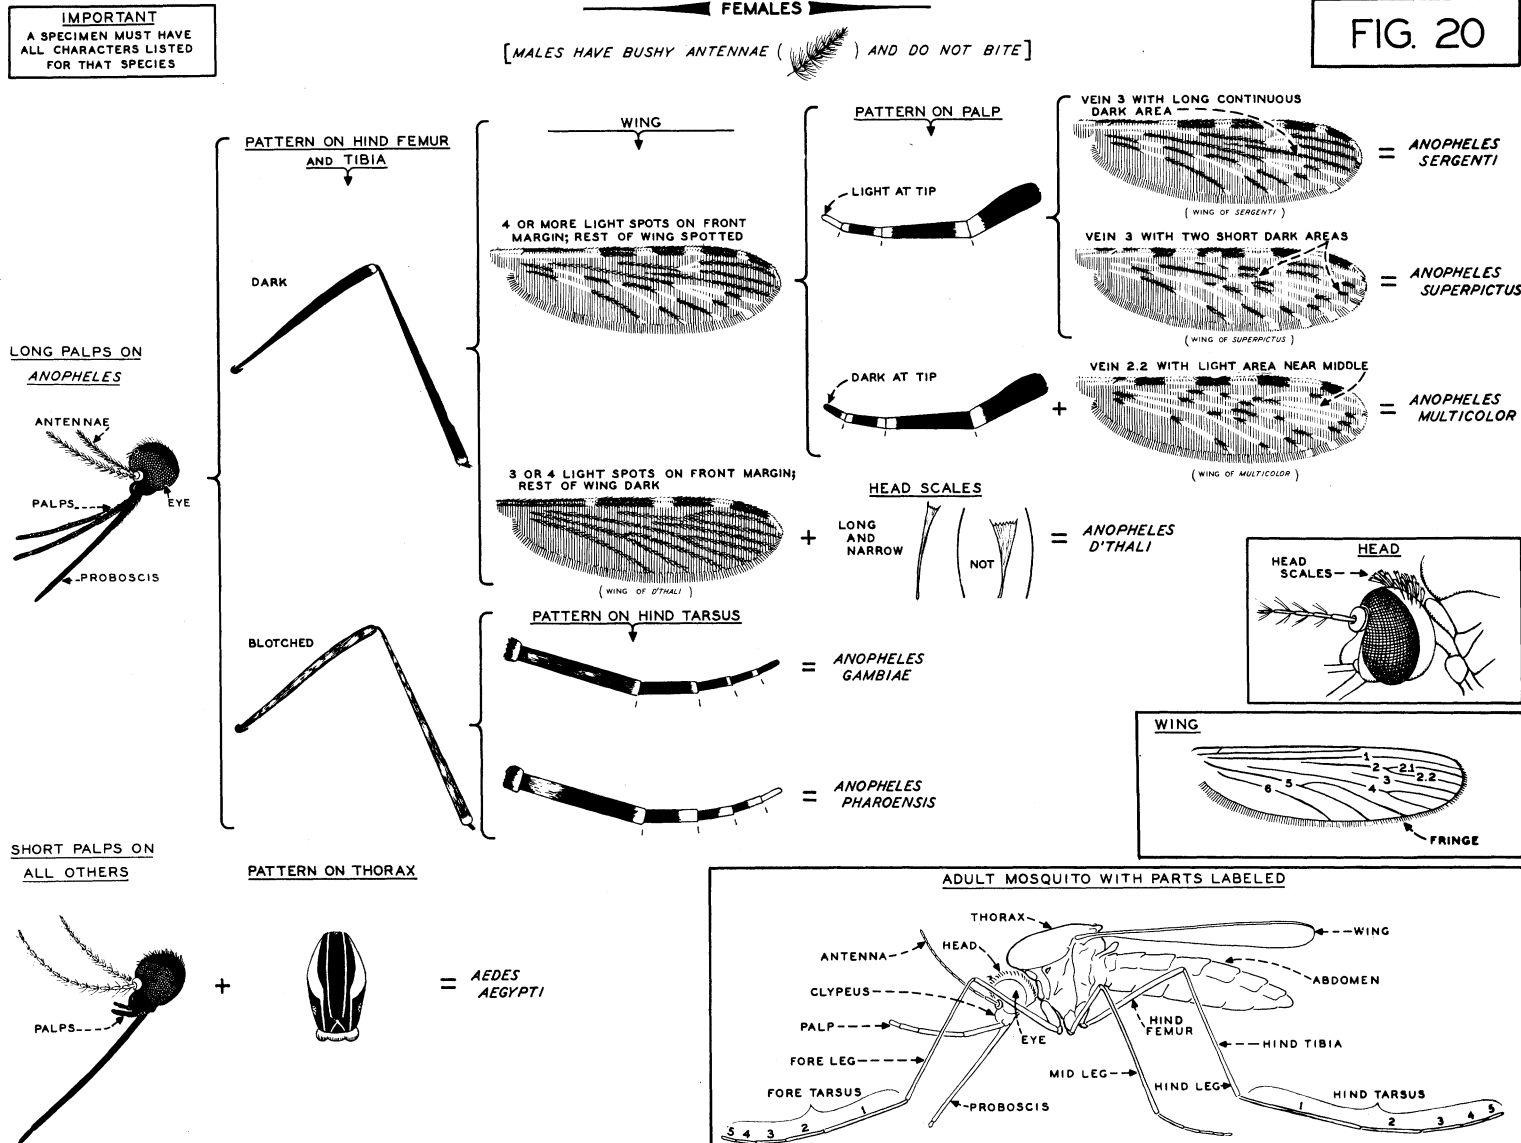 IMPORTANT
A SPECIMEN MUST HAVE
ALL CHARACTERS LISTED
FOR THAT SPECIES
FEMALES
[MALES HAVE BUSHY ANTENNAE ( ) AND DO NOT BITE]
FIG. 20
LONG PALPS ON
ANOPHELES
ANTENNAE
PALPS
EYE
PROBOSCIS
PATTERN ON HIND FEMUR
AND TIBIA
DARK
BLOTCHED
WING
4 OR MORE LIGHT SPOTS ON FRONT
MARGIN; REST OF WING SPOTTED
PATTERN ON PALP
LIGHT AT TIP
VEIN 3 WITH LONG CONTINUOUS
DARK AREA
(WING OF SERGENTI)
= ANOPHELES
SERGENTI
VEIN 3 WITH TWO SHORT DARK AREAS
(WING OF SUPERPICTUS)
= ANOPHELES
SUPERPICTUS
DARK AT TIP
+
VEIN 2.2 WITH LIGHT AREA NEAR MIDDLE
(WING OF MULTICOLOR)
= ANOPHELES
MULTICOLOR
3 OR 4 LIGHT SPOTS ON FRONT MARGIN;
REST OF WING DARK
(WING OF D'THALI)
+
HEAD SCALES
LONG
AND
NARROW
( NOT )
= ANOPHELES
D'THALI
PATTERN ON HIND TARSUS
= ANOPHELES
GAMBIAE
= ANOPHELES
PHAROENSIS
SHORT PALPS ON
ALL OTHERS
PALPS
+
PATTERN ON THORAX
= AEDES
AEGYPTI
HEAD
HEAD
SCALES
WING
1
2
2.1
2.2
3
4
5
6
FRINGE
ADULT MOSQUITO WITH PARTS LABELED
THORAX
ANTENNA
HEAD
CLYPEUS
PALP
EYE
FORE LEG
FORE TARSUS
5 4 3 2 1
PROBOSCIS
WING
ABDOMEN
HIND
FEMUR
HIND TIBIA
MID LEG
HIND LEG
HIND TARSUS
1 2 3 4 5